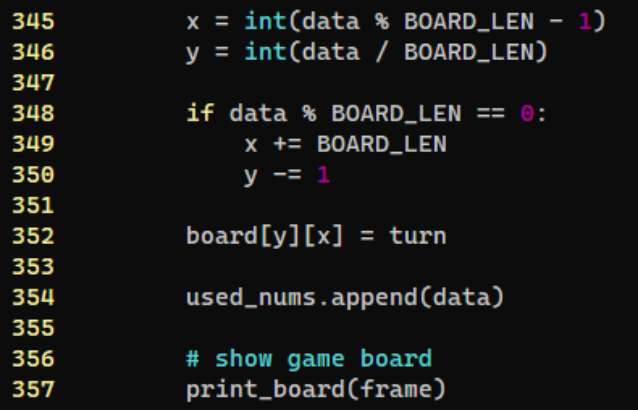 345 x = int(data % BOARD_LEN - 1)
346 y = int(data / BOARD_LEN)
347
348 if data % BOARD_LEN == 0:
349     x += BOARD_LEN
350     y -= 1
351
352 board[y][x] = turn
353
354 used_nums.append(data)
355
356 # show game board
357 print_board(frame)